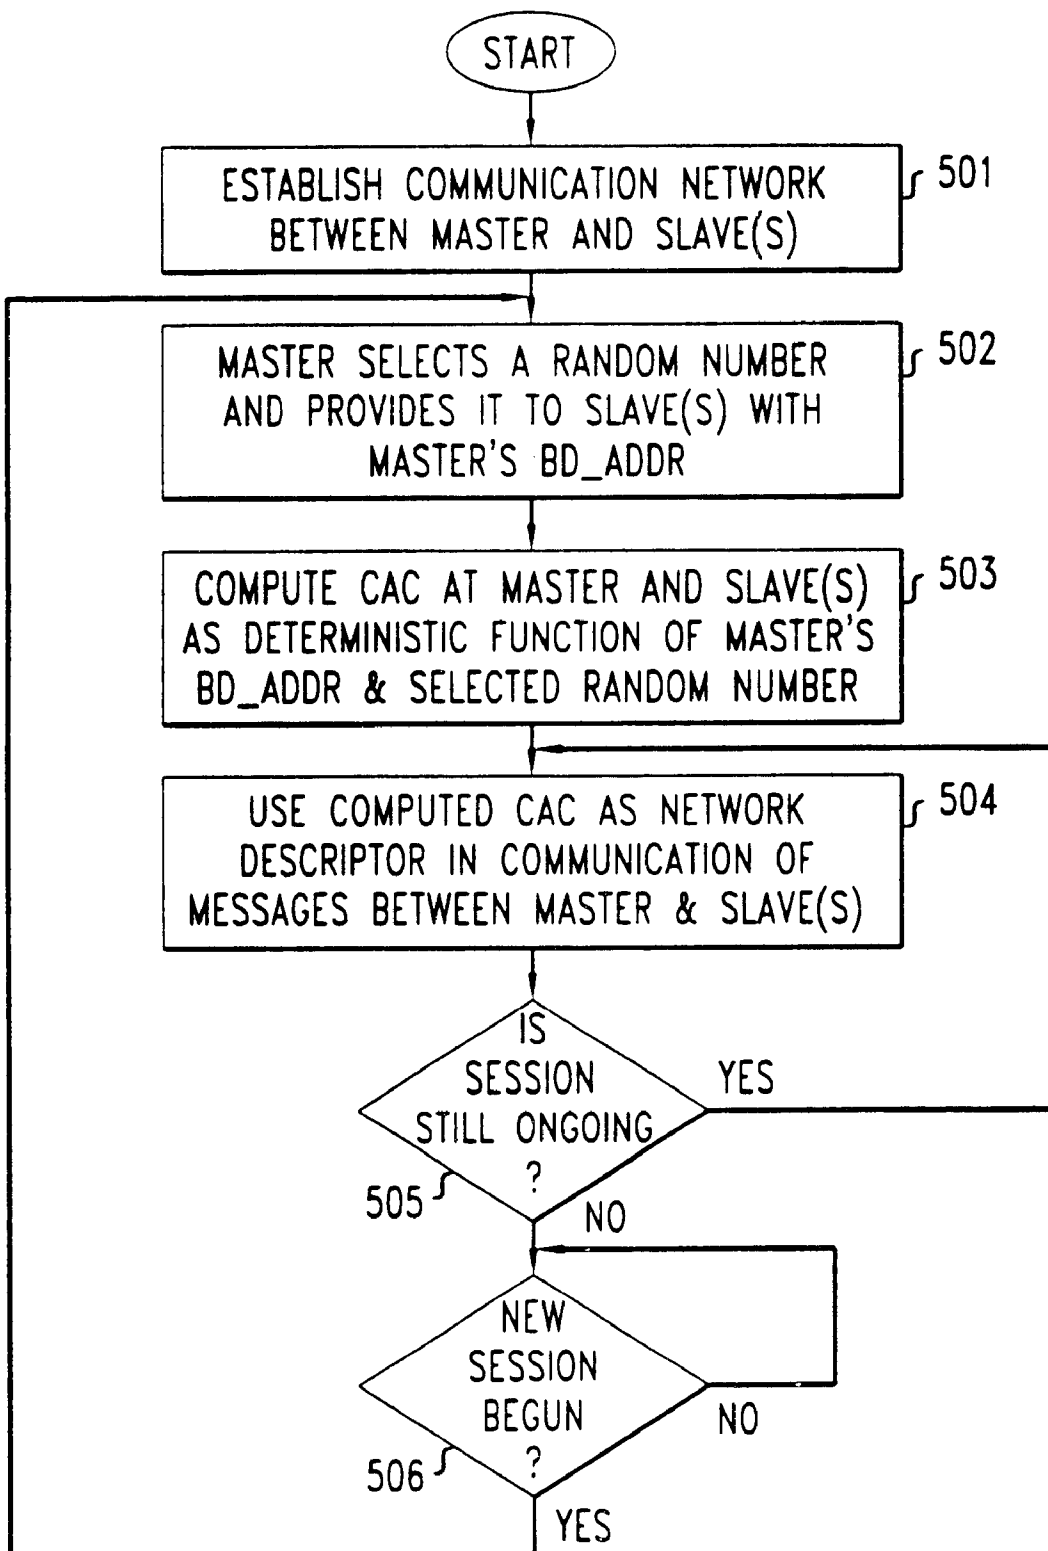 START
ESTABLISH COMMUNICATION NETWORK
BETWEEN MASTER AND SLAVE(S)
501
MASTER SELECTS A RANDOM NUMBER
AND PROVIDES IT TO SLAVE(S) WITH
MASTER'S BD_ADDR
502
COMPUTE CAC AT MASTER AND SLAVE(S)
AS DETERMINISTIC FUNCTION OF MASTER'S
BD_ADDR & SELECTED RANDOM NUMBER
503
USE COMPUTED CAC AS NETWORK
DESCRIPTOR IN COMMUNICATION OF
MESSAGES BETWEEN MASTER & SLAVE(S)
504
IS
SESSION
STILL ONGOING
?
YES
505
NO
NEW
SESSION
BEGUN
?
NO
506
YES